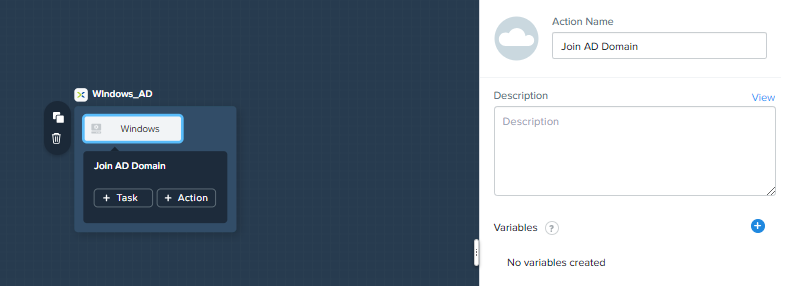 WIndows_AD
Windows
Join AD Domain
+ Task
+ Action
Action Name
Join AD Domain
Description
View
Description
Variables ?
No variables created